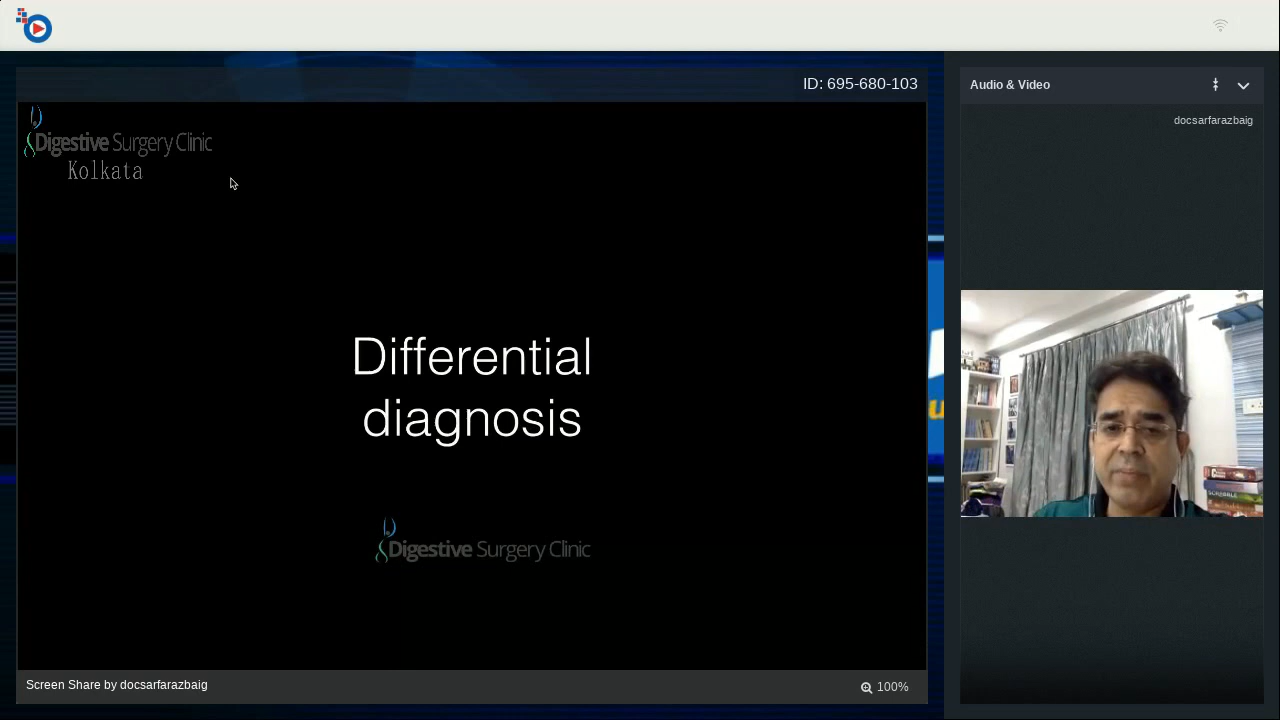 ID: 695-680-103
Digestive Surgery Clinic
Kolkata
Differential
diagnosis
Digestive Surgery Clinic
Screen Share by docsarfarazbaig
100%
Audio & Video
docsarfarazbaig
SCRABBLE